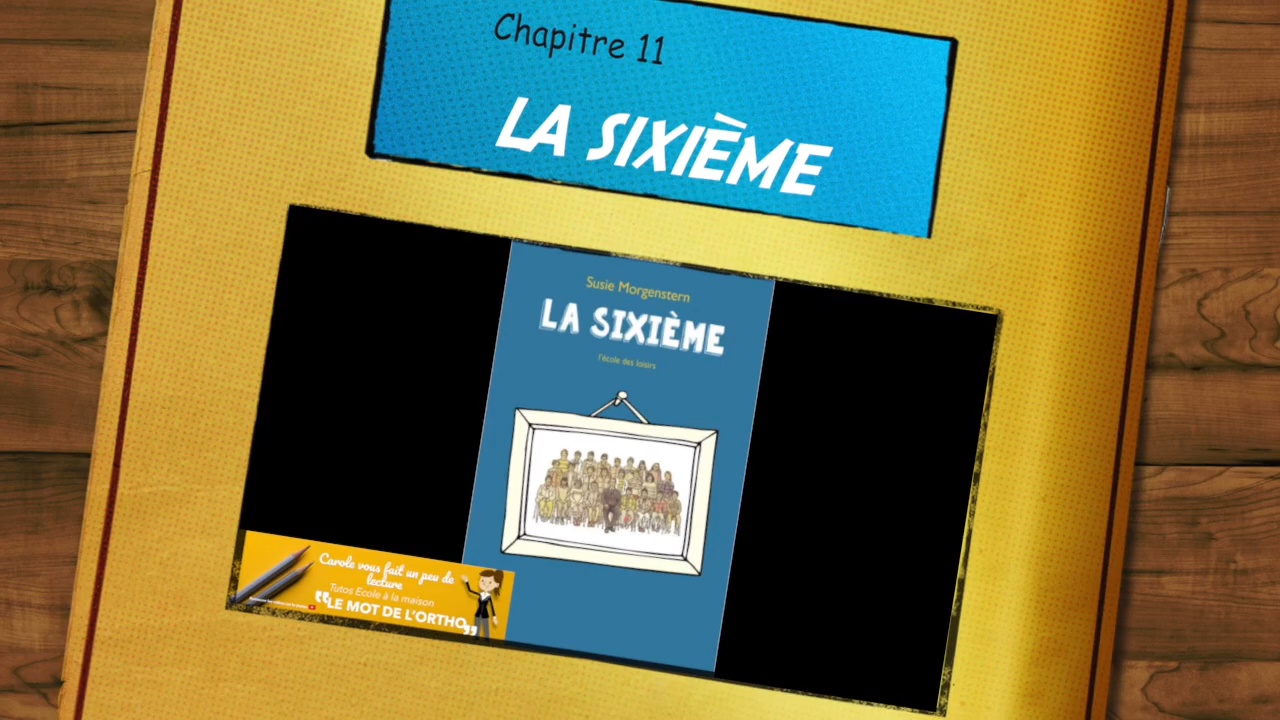 Chapitre 11
LA SIXIÈME
Susie Morgenstern
LA SIXIÈME
l'école des loisirs
Carole vous fait un peu de
lecture
Tutos Ecole à la maison
"LE MOT DE L'ORTHO"